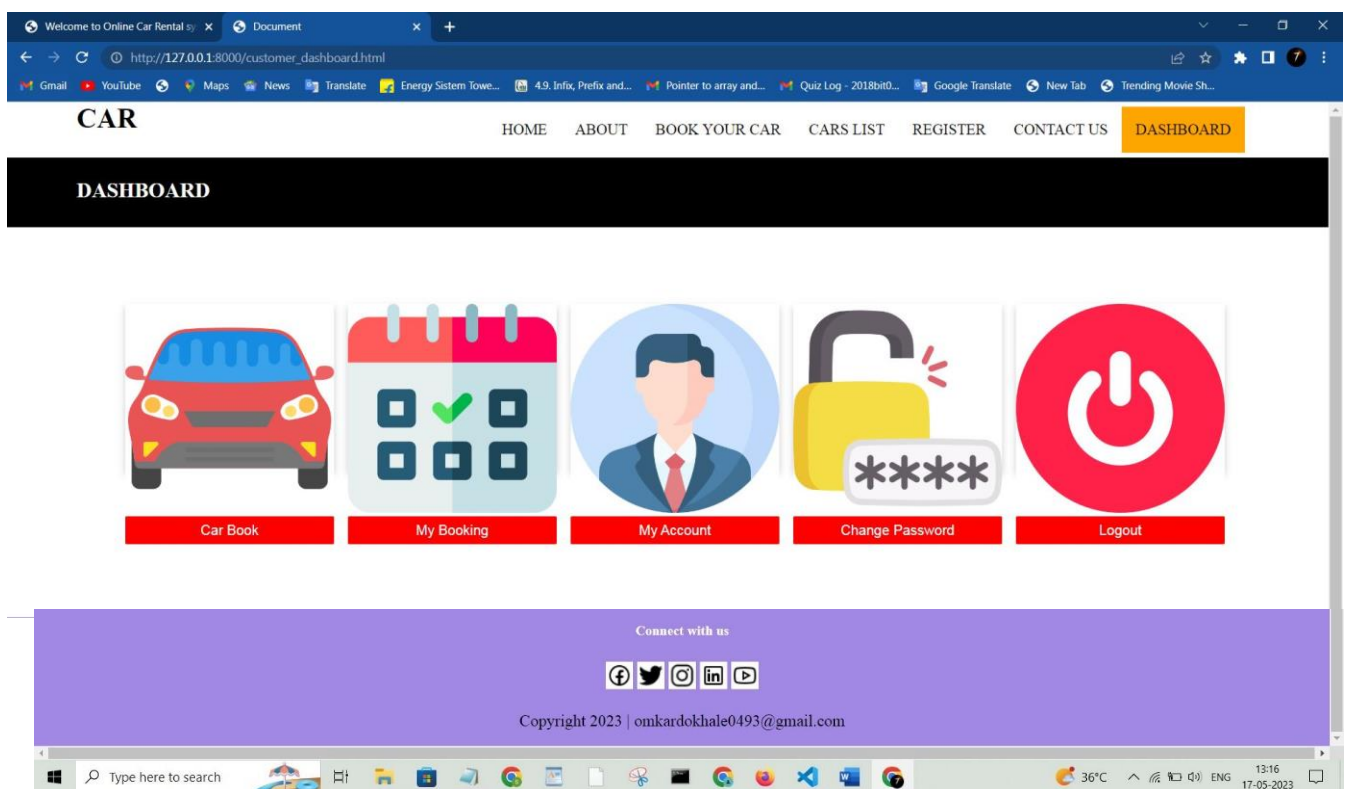 Welcome to Online Car Rental sy
Document
http://127.0.0.1:8000/customer_dashboard.html
Gmail YouTube Maps News Translate Energy Sistem Towe... 4.9. Infix, Prefix and... Pointer to array and... Quiz Log - 2018bit0... Google Translate New Tab Trending Movie Sh...
CAR
HOME ABOUT BOOK YOUR CAR CARS LIST REGISTER CONTACT US DASHBOARD
DASHBOARD
****
Car Book My Booking My Account Change Password Logout
Connect with us
in
Copyright 2023 | omkardokhale0493@gmail.com
Type here to search 36°C ENG 13:16
17-05-2023